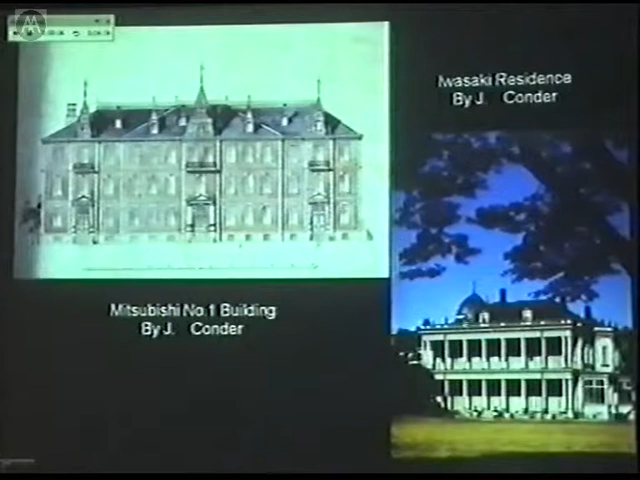 Iwasaki Residence
By J. Conder
Mitsubishi No.1 Building
By J. Conder